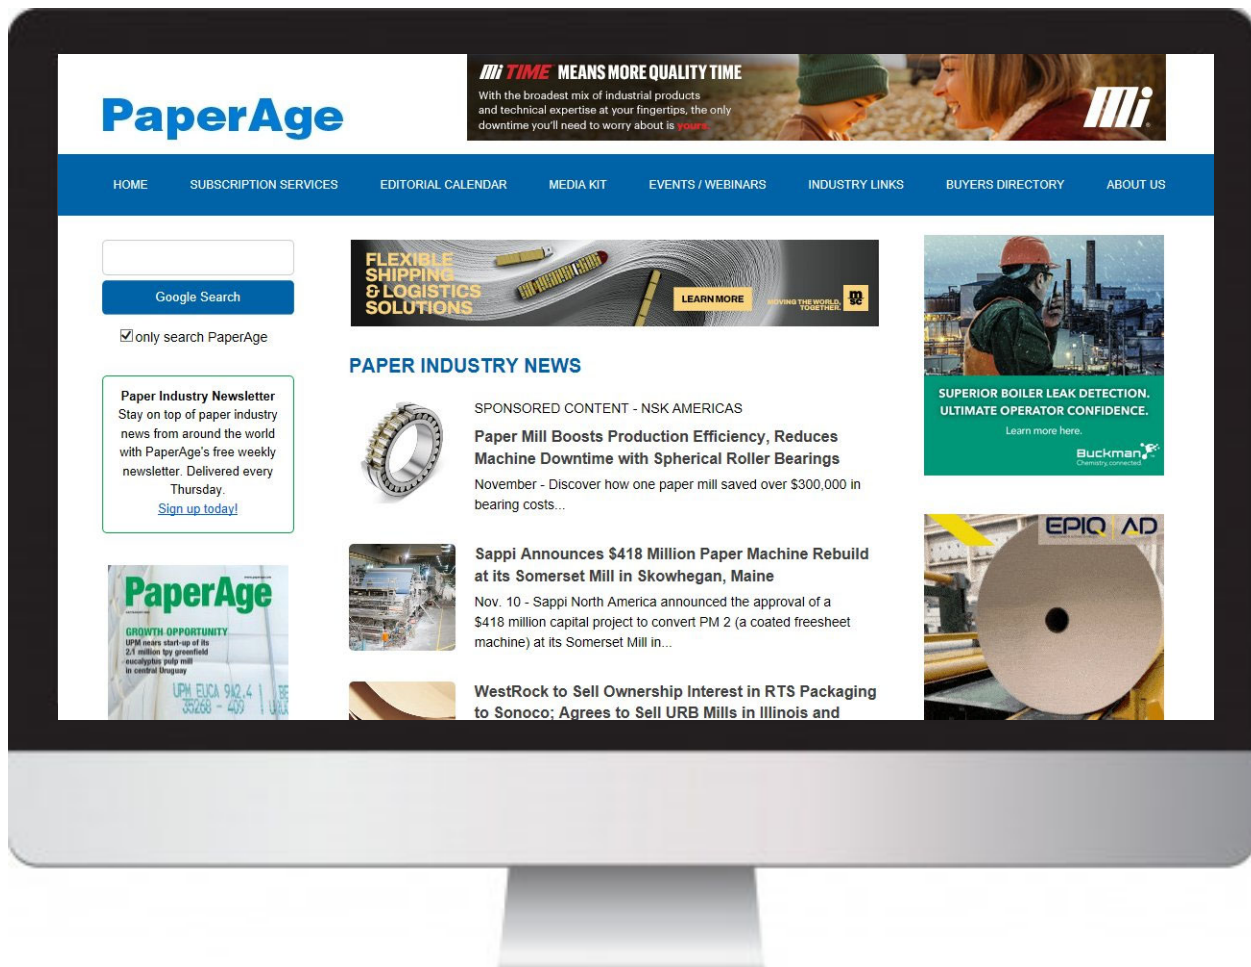 Mi TIME MEANS MORE QUALITY TIME
With the broadest mix of industrial products
and technical expertise at your fingertips, the only
downtime you'll need to worry about is yours.
Mi
PaperAge
HOME SUBSCRIPTION SERVICES EDITORIAL CALENDAR MEDIA KIT EVENTS / WEBINARS INDUSTRY LINKS BUYERS DIRECTORY ABOUT US
Google Search
only search PaperAge
Paper Industry Newsletter
Stay on top of paper industry
news from around the world
with PaperAge's free weekly
newsletter. Delivered every
Thursday.
Sign up today!
PaperAge
GROWTH OPPORTUNITY
UPM nears start-up of its
2.1 million tpy greenfield
eucalyptus pulp mill
in central Uruguay
UPM EUCA 942.4
35268 - 409
FLEXIBLE
SHIPPING
& LOGISTICS
SOLUTIONS
LEARN MORE
MOVING THE WORLD,
TOGETHER.
msc
PAPER INDUSTRY NEWS
SPONSORED CONTENT - NSK AMERICAS
Paper Mill Boosts Production Efficiency, Reduces
Machine Downtime with Spherical Roller Bearings
November - Discover how one paper mill saved over $300,000 in
bearing costs...
Sappi Announces $418 Million Paper Machine Rebuild
at its Somerset Mill in Skowhegan, Maine
Nov. 10 - Sappi North America announced the approval of a
$418 million capital project to convert PM 2 (a coated freesheet
machine) at its Somerset Mill in...
WestRock to Sell Ownership Interest in RTS Packaging
to Sonoco; Agrees to Sell URB Mills in Illinois and
SUPERIOR BOILER LEAK DETECTION.
ULTIMATE OPERATOR CONFIDENCE.
Learn more here.
Buckman
Chemistry, connected.
EPIQ AD